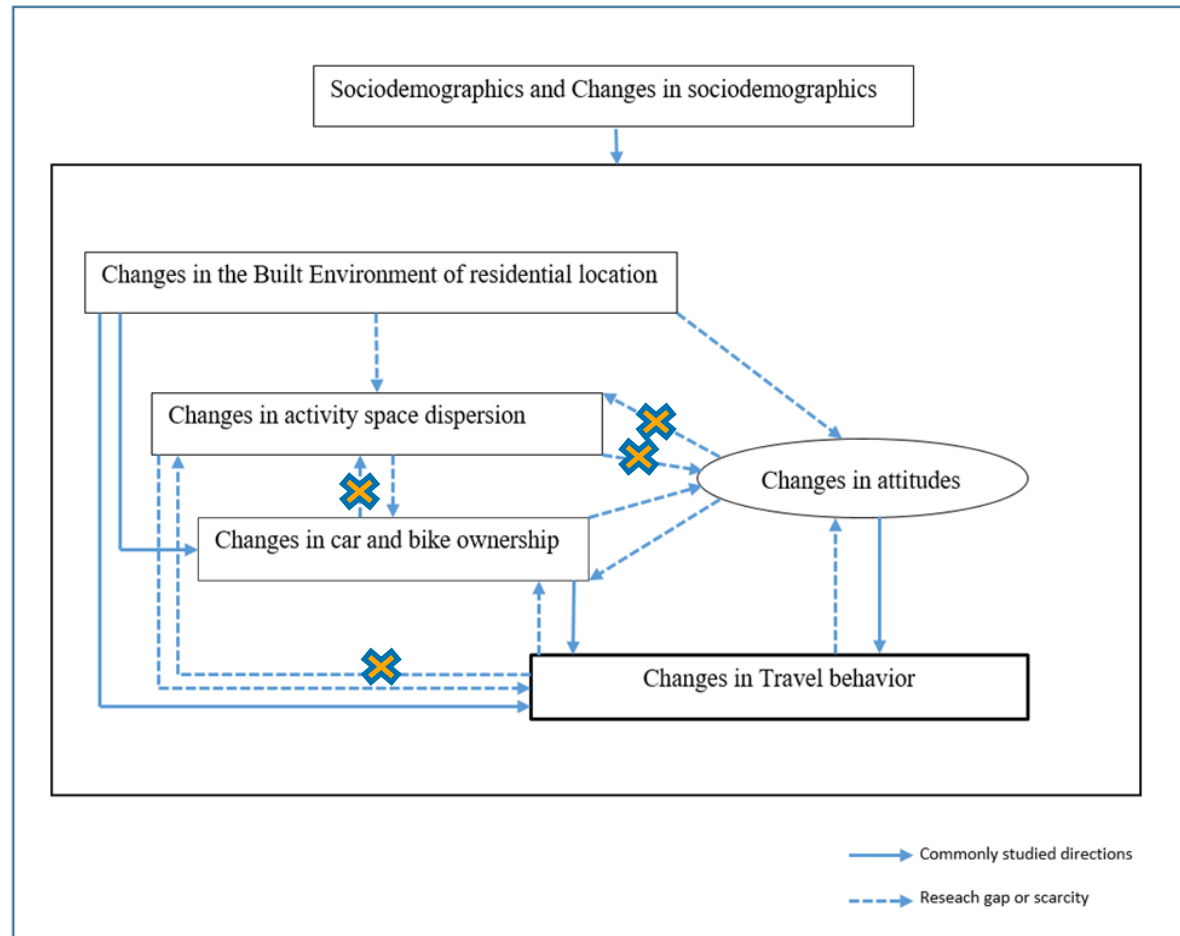 Sociodemographics and Changes in sociodemographics
Changes in the Built Environment of residential location
Changes in activity space dispersion
Changes in attitudes
Changes in car and bike ownership
Changes in Travel behavior
Commonly studied directions
Reseach gap or scarcity